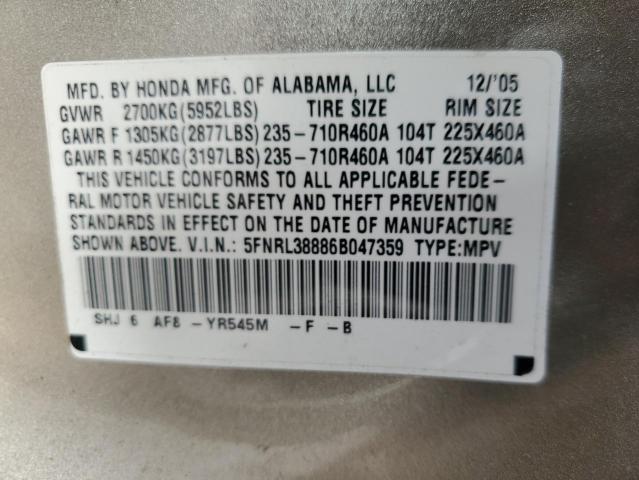 MFD. BY HONDA MFG. OF ALABAMA, LLC 12/'05
GVWR 2700KG(5952LBS) TIRE SIZE RIM SIZE
GAWR F 1305KG(2877LBS)235-710R460A 104T 225X460A
GAWR R 1450KG(3197LBS)235-710R460A 104T 225X460A
THIS VEHICLE CONFORMS TO ALL APPLICABLE FEDE-
RAL MOTOR VEHICLE SAFETY AND THEFT PREVENTION
STANDARDS IN EFFECT ON THE DATE OF MANUFACTURE
SHOWN ABOVE. V.I.N.: 5FNRL38886B047359 TYPE:MPV
SHJ 6 AF8 -YR545M -F -B